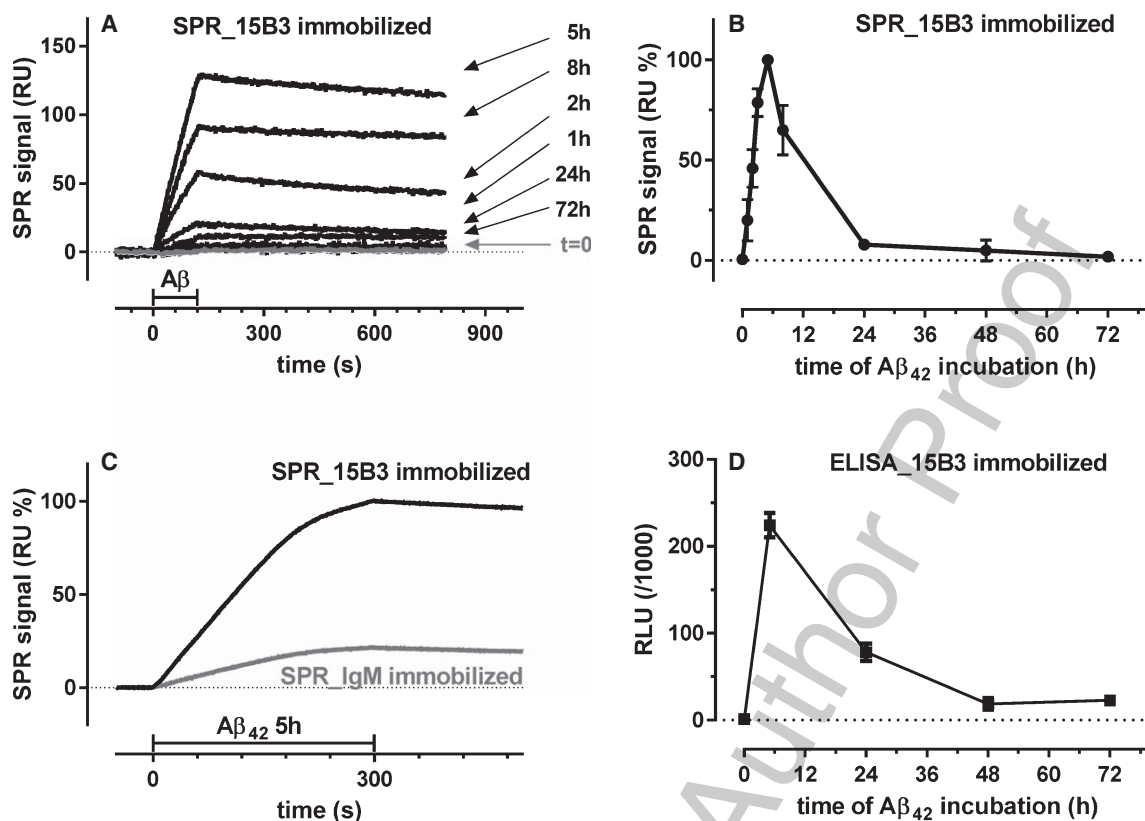 A
SPR_15B3 immobilized
SPR signal (RU)
150
100
50
0
5h
8h
2h
1h
24h
72h
t=0
Aβ
0 300 600 900
time (s)
B
SPR_15B3 immobilized
SPR signal (RU %)
100
50
0
0 12 24 36 48 60 72
time of Aβ42 incubation (h)
C
SPR_15B3 immobilized
SPR signal (RU %)
100
50
0
SPR_IgM immobilized
Aβ42 5h
0 300
time (s)
D
ELISA_15B3 immobilized
RLU (/1000)
300
200
100
0
0 12 24 36 48 60 72
time of Aβ42 incubation (h)
Author Proof